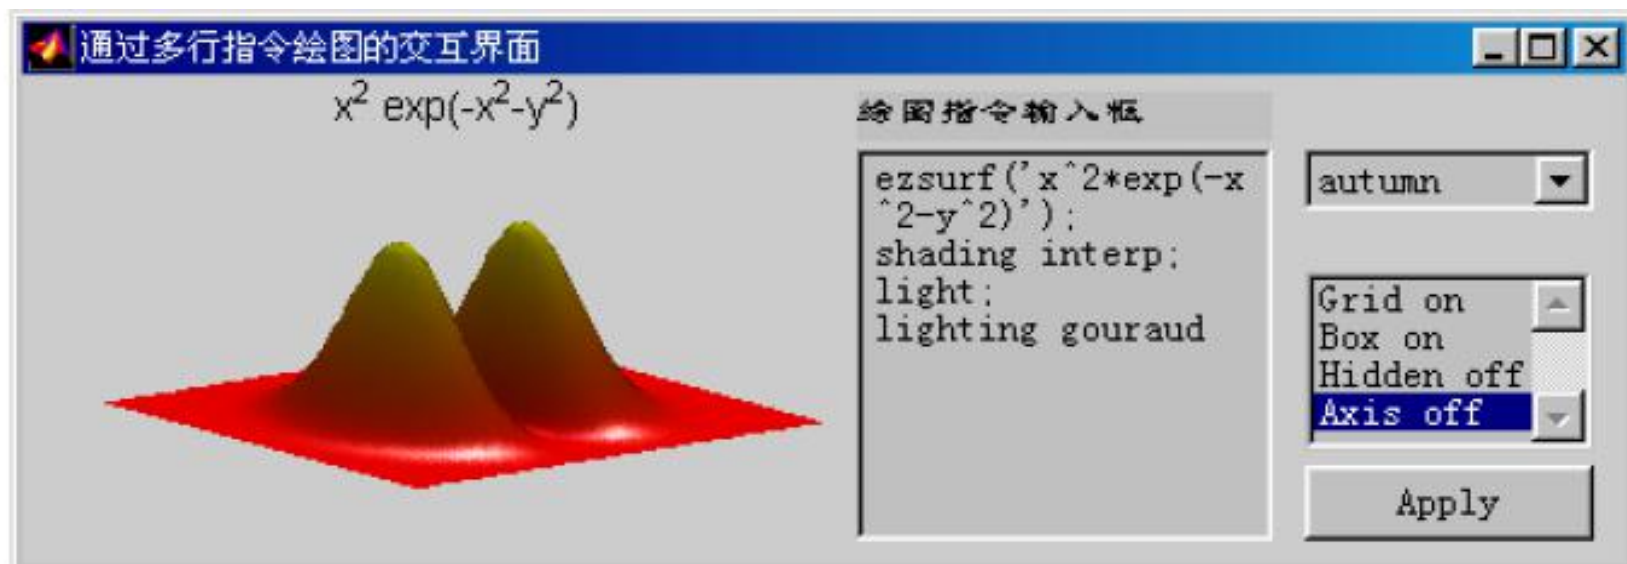 通过多行指令绘图的交互界面
x² exp(-x²-y²)
绘图指令输入框
ezsurf('x^2*exp(-x
^2-y^2)');
shading interp;
light;
lighting gouraud
autumn
Grid on
Box on
Hidden off
Axis off
Apply